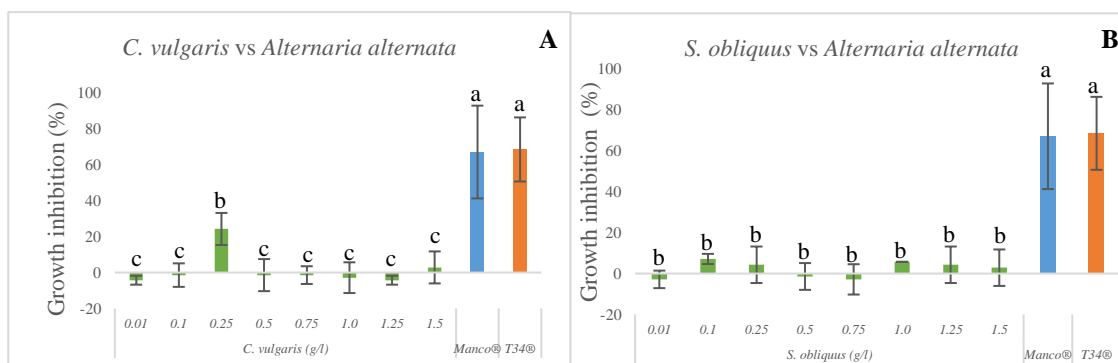 C. vulgaris vs Alternaria alternata
A
Growth inhibition (%)
100
80
60
40
20
0
-20
c
c
b
c
c
c
c
c
a
a
0.01 0.1 0.25 0.5 0.75 1.0 1.25 1.5
C. vulgaris (g/l) Manco® T34®
S. obliquus vs Alternaria alternata
B
Growth inhibition (%)
100
80
60
40
20
0
-20
b
b
b
b
b
b
b
b
a
a
0.01 0.1 0.25 0.5 0.75 1.0 1.25 1.5
S. obliquus (g/l) Manco® T34®